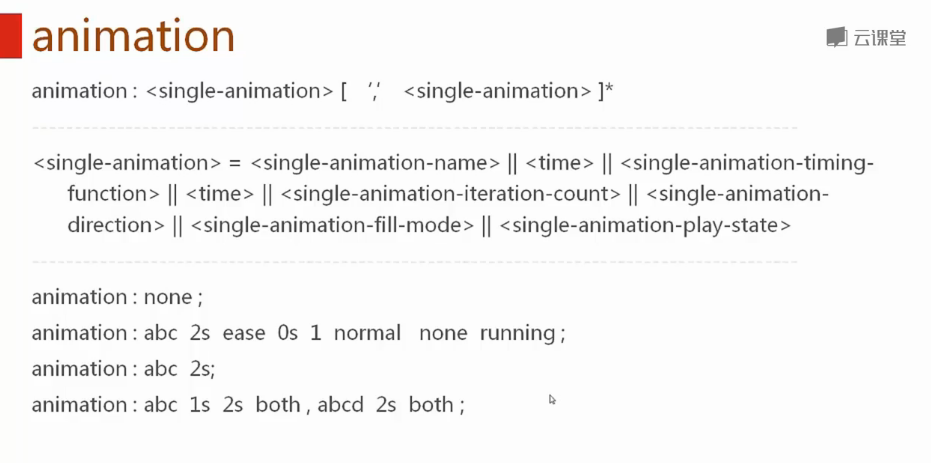 animation
云课堂
animation : <single-animation> [ ‘,‘ <single-animation> ]*
<single-animation> = <single-animation-name> || <time> || <single-animation-timing-
function> || <time> || <single-animation-iteration-count> || <single-animation-
direction> || <single-animation-fill-mode> || <single-animation-play-state>
animation : none ;
animation : abc 2s ease 0s 1 normal none running ;
animation : abc 2s;
animation : abc 1s 2s both , abcd 2s both ;